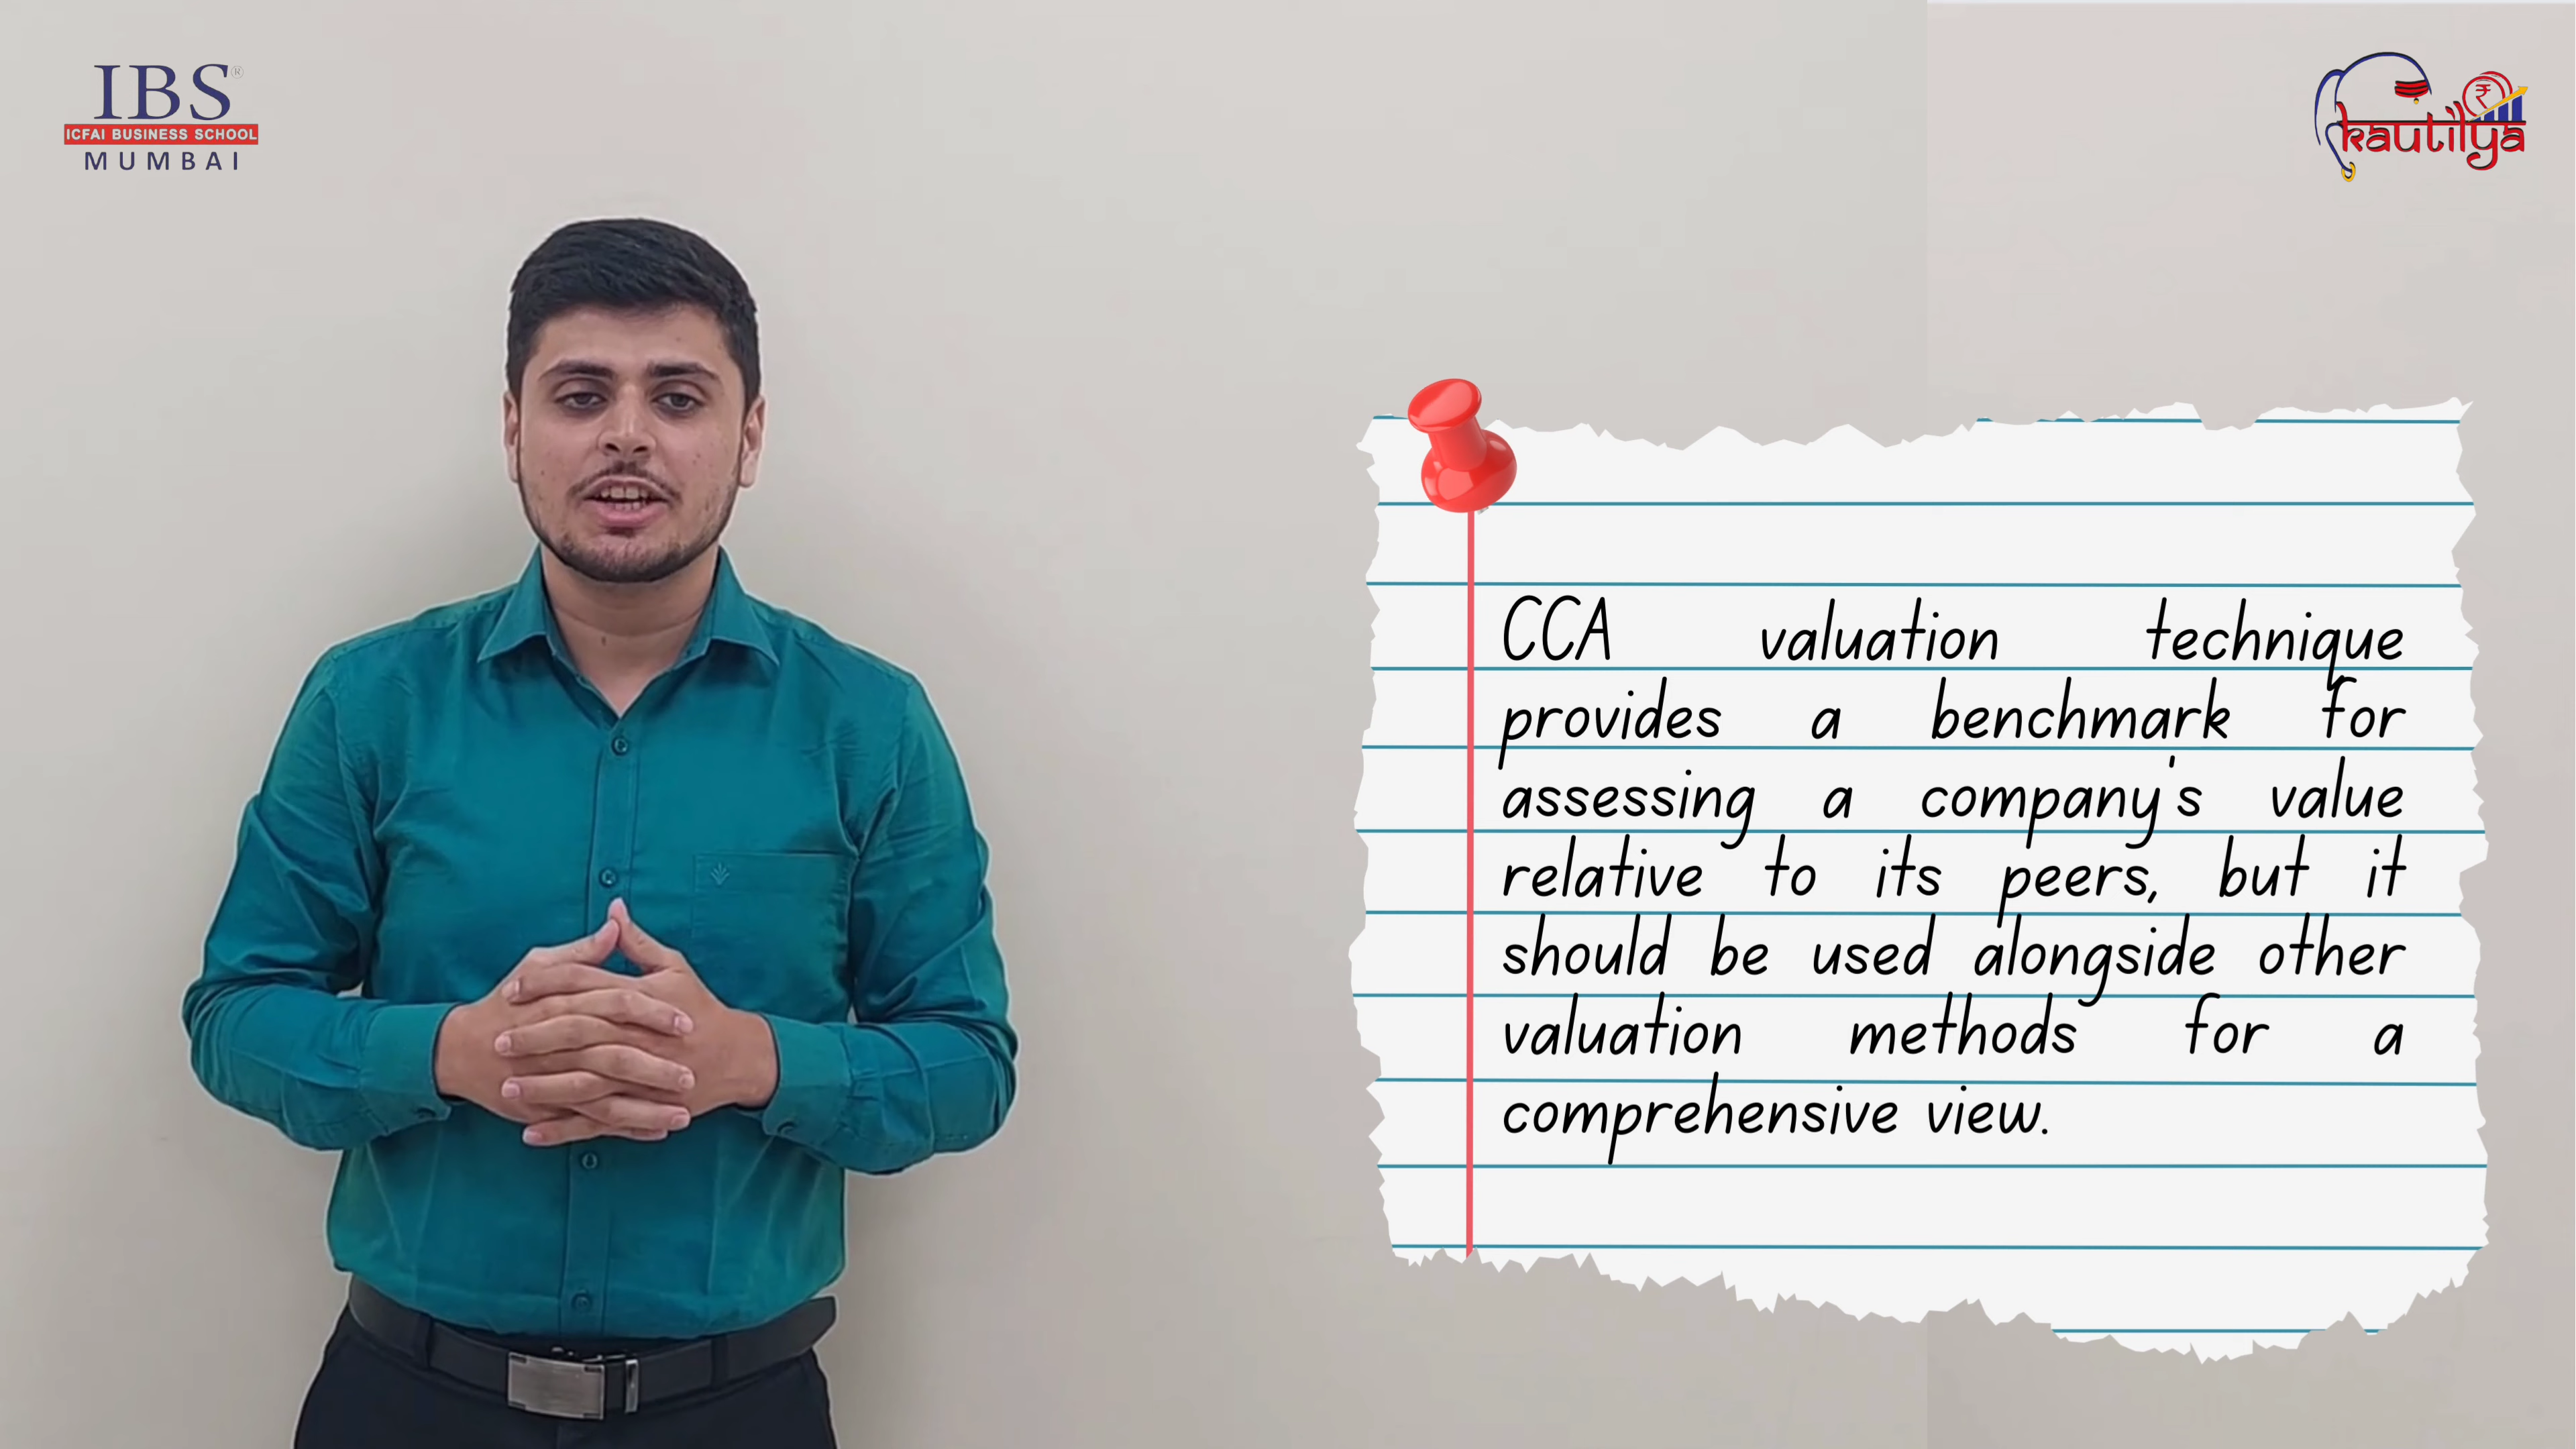 IBS®
ICFAI BUSINESS SCHOOL
MUMBAI
kautilya
CCA valuation technique
provides a benchmark for
assessing a company's value
relative to its peers, but it
should be used alongside other
valuation methods for a
comprehensive view.